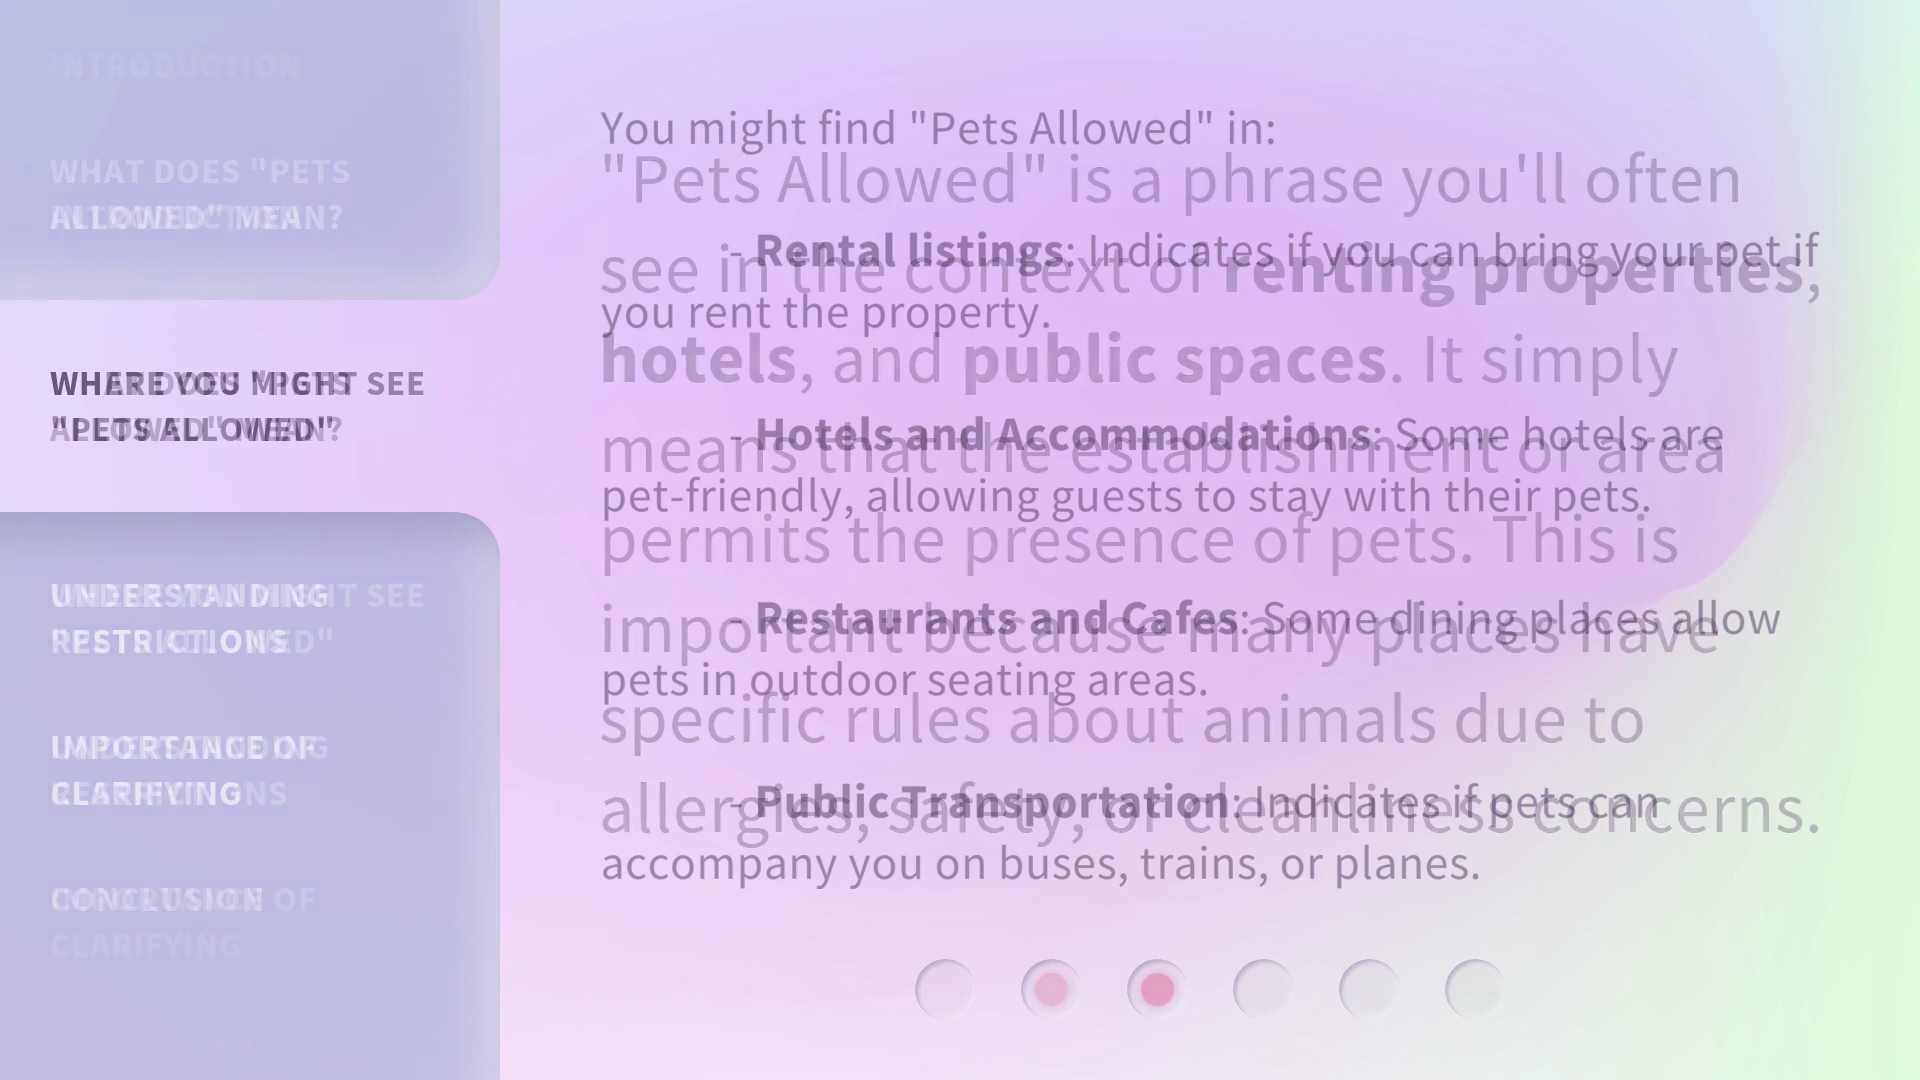 INTRODUCTION
WHAT DOES "PETS
ALLOWED" MEAN?
WHERE YOU MIGHT SEE
"PETS ALLOWED"?
UNDERSTANDING
RESTRICTIONS
IMPORTANCE OF
CLARIFYING
CONCLUSION
CLARIFYING
You might find "Pets Allowed" in:
"Pets Allowed" is a phrase you'll often
- Rental listings: Indicates if you can bring your pet if
see in the context of renting properties,
you rent the property.
hotels, and public spaces. It simply
- Hotels and Accommodations: Some hotels are
means that the establishment or area
pet-friendly, allowing guests to stay with their pets.
permits the presence of pets. This is
- Restaurants and Cafes: Some dining places allow
important because many places have
pets in outdoor seating areas.
specific rules about animals due to
- Public Transportation: Indicates if pets can
allergies, safety, or cleanliness concerns.
accompany you on buses, trains, or planes.